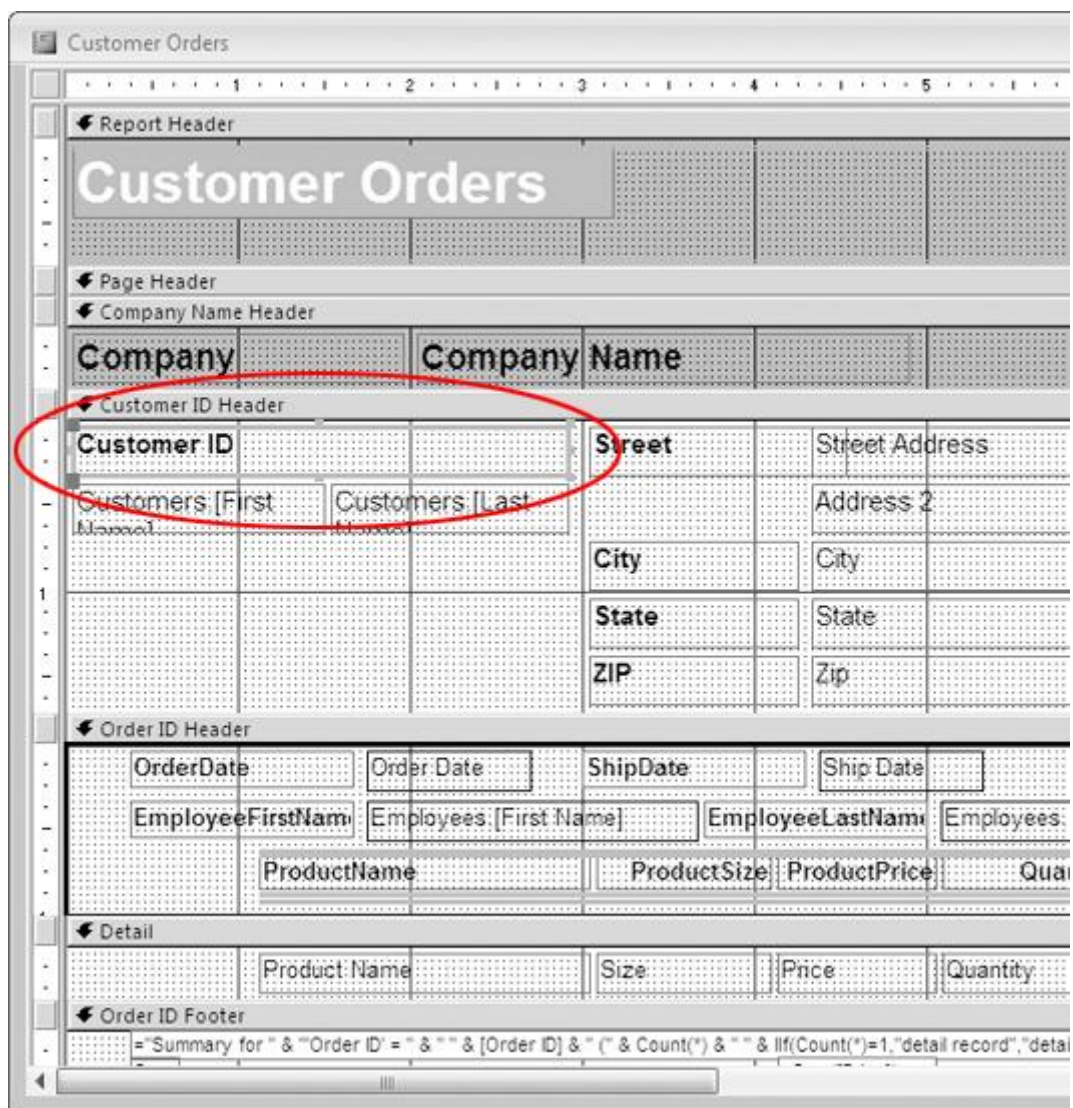 Customer Orders
1 2 3 4 5
Report Header
Customer Orders
Page Header
Company Name Header
Company Company Name
Customer ID Header
Customer ID Street Street Address
Customers [First Name] Customers [Last Name] Address 2
City City
1
State State
ZIP Zip
Order ID Header
OrderDate Order Date ShipDate Ship Date
EmployeeFirstNam EmployeeLastNam Employees
ProductName ProductSize ProductPrice Qua
Employees [First Name]
Detail
Product Name Size Price Quantity
Order ID Footer
="Summary for " & "'Order ID' = " & " " & [Order ID] & " (" & Count(*) & " " & IIf(Count(*)=1,"detail record","detai